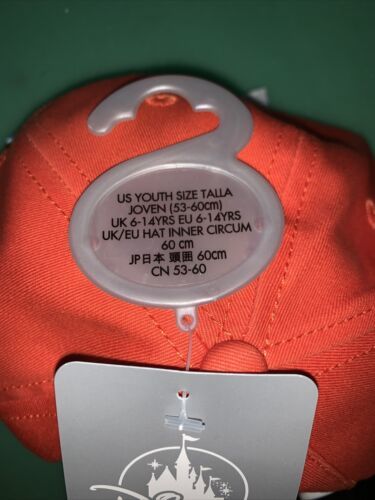 US YOUTH SIZE TALLA
JOVEN (53-60cm)
UK 6-14YRS EU 6-14YRS
UK/EU HAT INNER CIRCUM
60 cm
JP日本 頭囲 60cm
CN 53-60